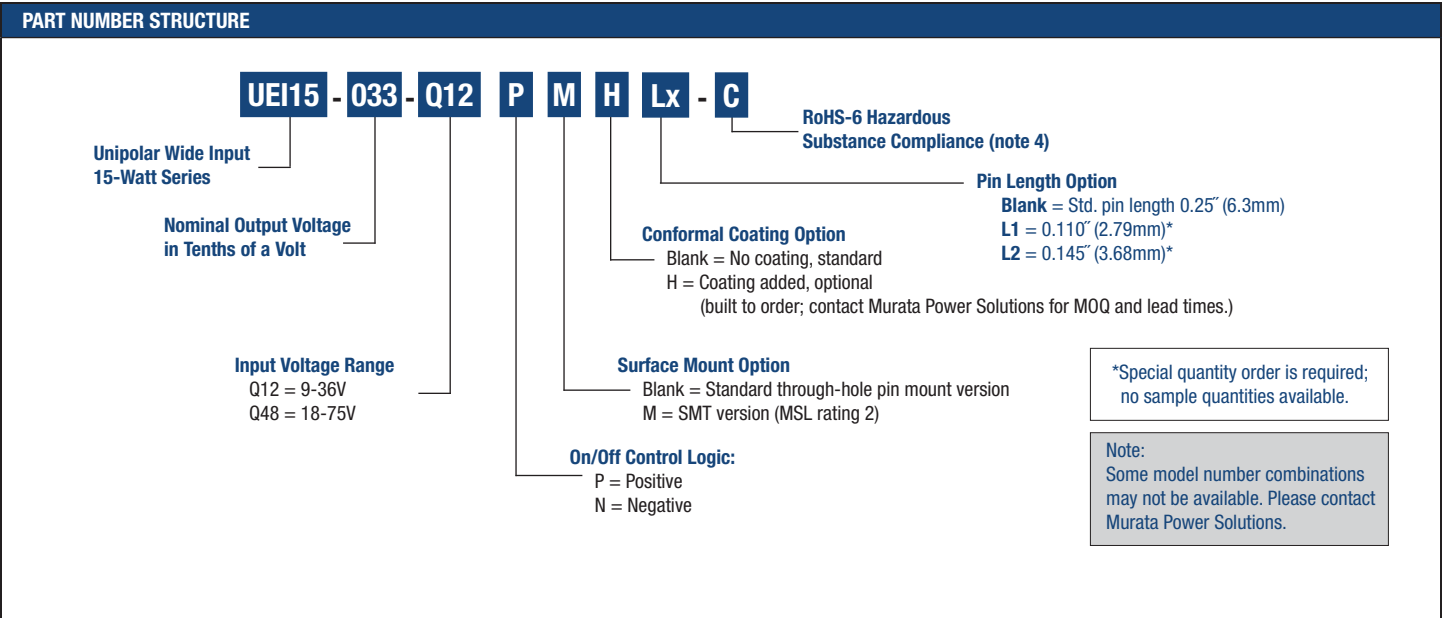 PART NUMBER STRUCTURE
UEI15 - 033 - Q12 P M H Lx - C
RoHS-6 Hazardous
Substance Compliance (note 4)
Unipolar Wide Input
15-Watt Series
Pin Length Option
Blank = Std. pin length 0.25˝ (6.3mm)
L1 = 0.110˝ (2.79mm)*
L2 = 0.145˝ (3.68mm)*
Nominal Output Voltage
in Tenths of a Volt
Conformal Coating Option
Blank = No coating, standard
H = Coating added, optional
(built to order; contact Murata Power Solutions for MOQ and lead times.)
Input Voltage Range
Q12 = 9-36V
Q48 = 18-75V
Surface Mount Option
Blank = Standard through-hole pin mount version
M = SMT version (MSL rating 2)
*Special quantity order is required;
no sample quantities available.
On/Off Control Logic:
P = Positive
N = Negative
Note:
Some model number combinations
may not be available. Please contact
Murata Power Solutions.